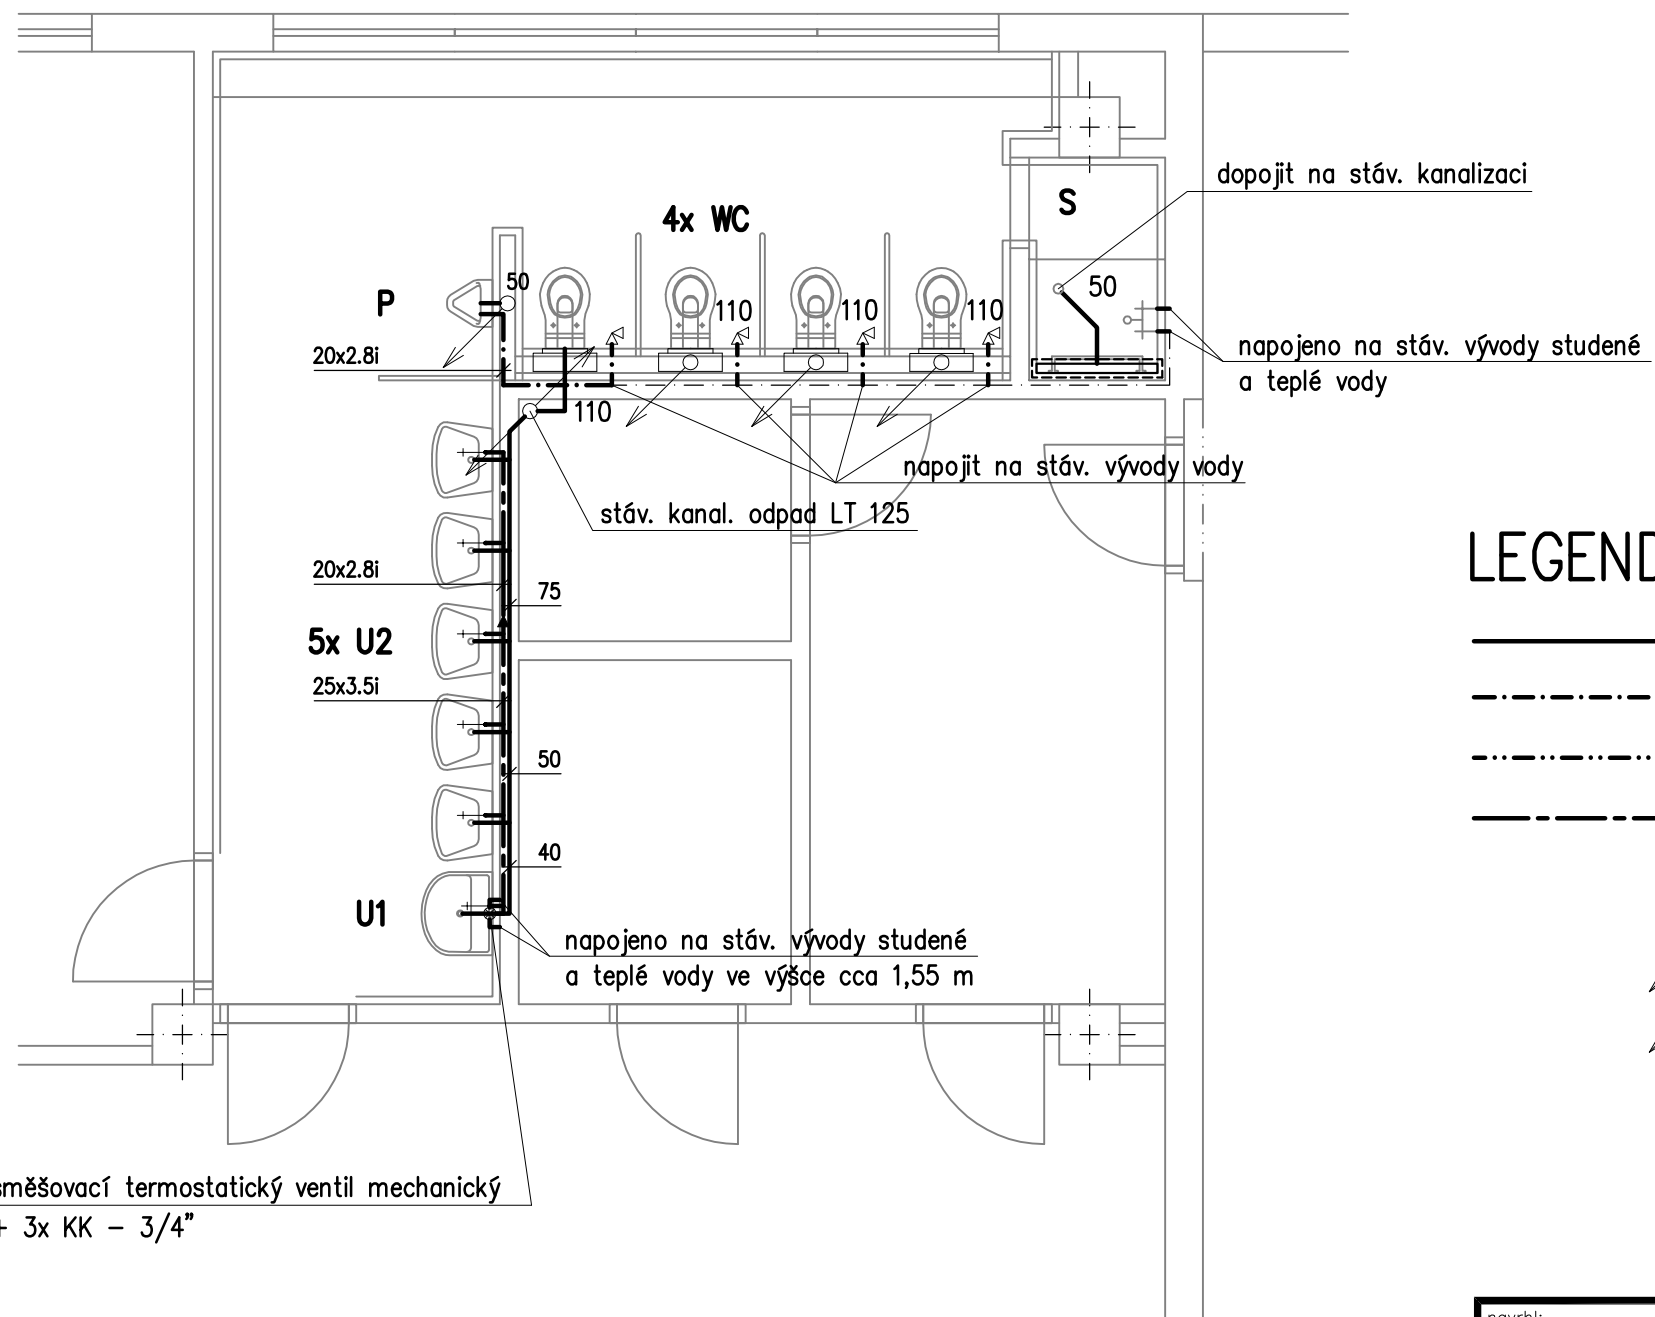 dopojit na stáv. kanalizaci
S
4x WC
50
50
P
110
110
110
20x2.8i
napojeno na stáv. vývody studené
a teplé vody
110
napojit na stáv. vývody vody
stáv. kanal. odpad LT 125
LEGEND
20x2.8i
75
5x U2
25x3.5i
50
40
U1
napojeno na stáv. vývody studené
a teplé vody ve výšce cca 1,55 m
směšovací termostatický ventil mechanický
+ 3x KK – 3/4"